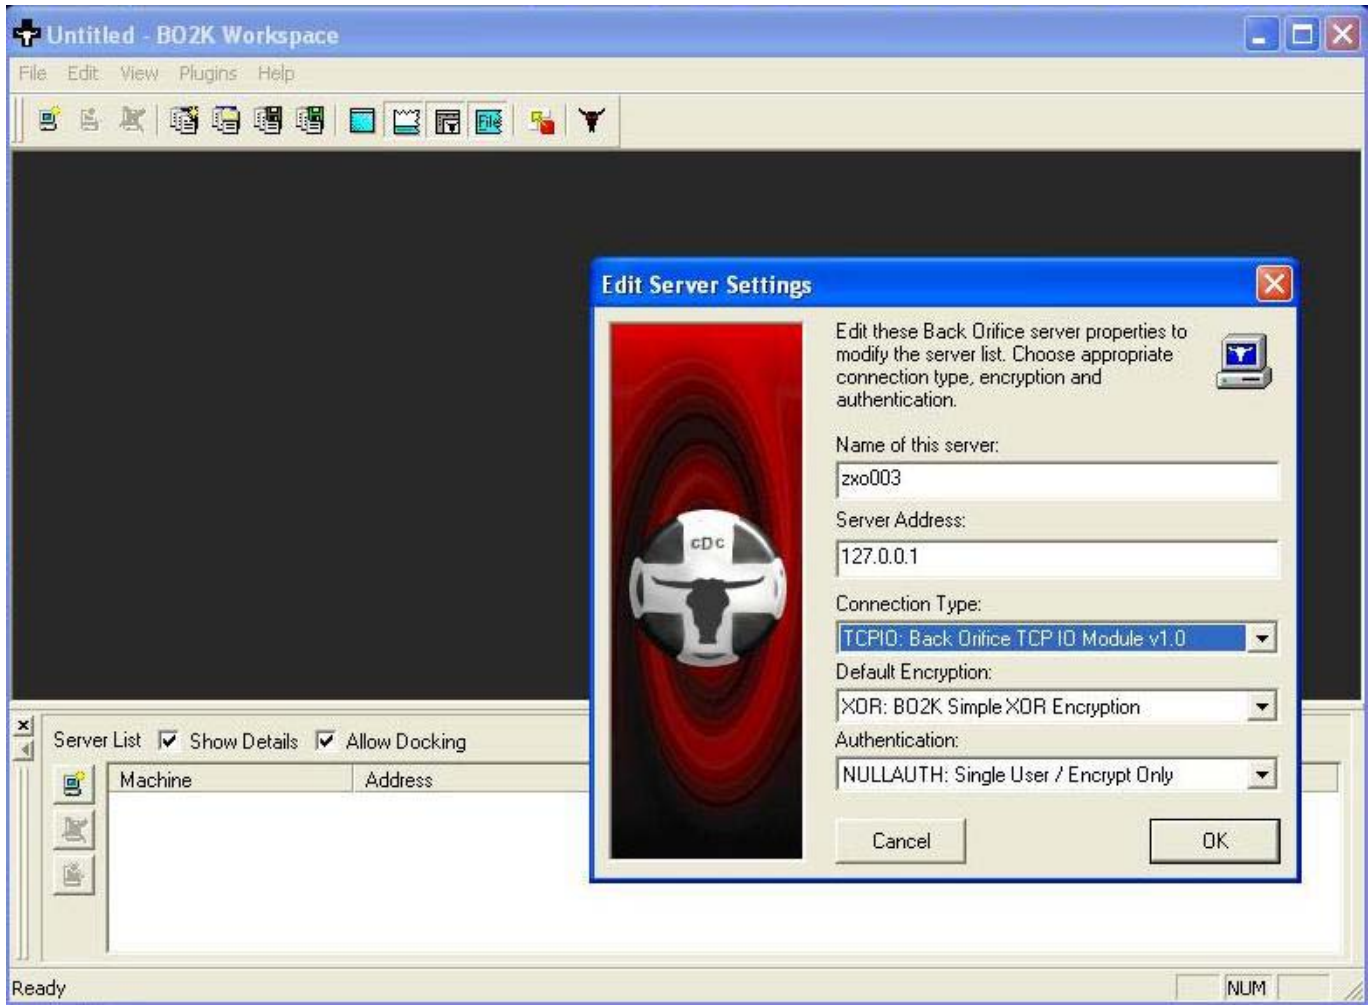 Untitled - BO2K Workspace
File Edit View Plugins Help
File
Edit Server Settings
Edit these Back Orifice server properties to
modify the server list. Choose appropriate
connection type, encryption and
authentication.
Name of this server:
zxo003
Server Address:
127.0.0.1
cDc
Connection Type:
TCPIO: Back Orifice TCP IO Module v1.0
Default Encryption:
XOR: BO2K Simple XOR Encryption
Authentication:
NULLAUTH: Single User / Encrypt Only
Cancel OK
Server List Show Details Allow Docking
Machine Address
Ready NUM